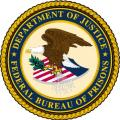 DEPARTMENT OF JUSTICE
FEDERAL BUREAU OF PRISONS